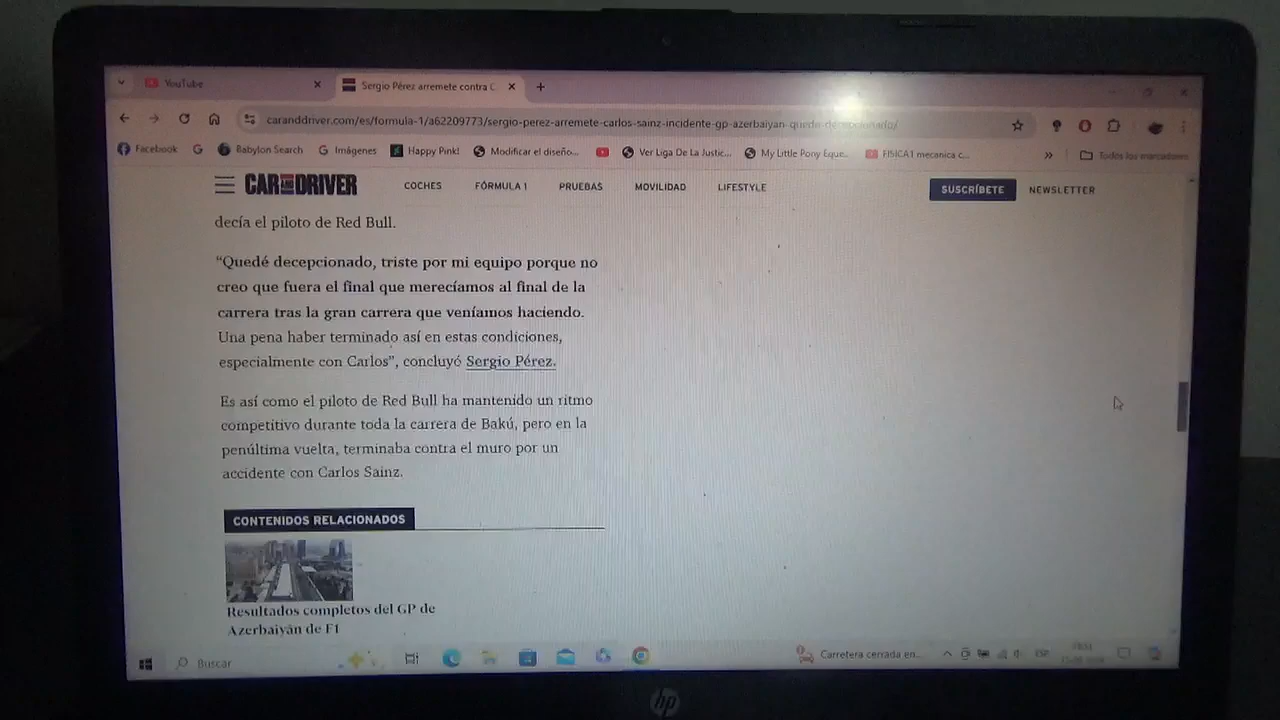 YouTube
Sergio Pérez arremete contra C
caranddriver.com/es/formula-1/a62209773/sergio-perez-arremete-carlos-sainz-incidente-gp-azerbaiyan-quede-decepcionado/
Facebook
Babylon Search
Imágenes
Happy Pink!
Modificar el diseño...
Ver Liga De La Justic...
My Little Pony Eque...
FISICA1 mecanica c...
»
Todos los marcadores
CAR AND DRIVER
COCHES
FÓRMULA 1
PRUEBAS
MOVILIDAD
LIFESTYLE
SUSCRÍBETE
NEWSLETTER
decía el piloto de Red Bull.
“Quedé decepcionado, triste por mi equipo porque no
creo que fuera el final que merecíamos al final de la
carrera tras la gran carrera que veníamos haciendo.
Una pena haber terminado así en estas condiciones,
especialmente con Carlos”, concluyó Sergio Pérez.
Es así como el piloto de Red Bull ha mantenido un ritmo
competitivo durante toda la carrera de Bakú, pero en la
penúltima vuelta, terminaba contra el muro por un
accidente con Carlos Sainz.
CONTENIDOS RELACIONADOS
Resultados completos del GP de
Azerbaiyán de F1
Buscar
Carretera cerrada en...
ESP
hp